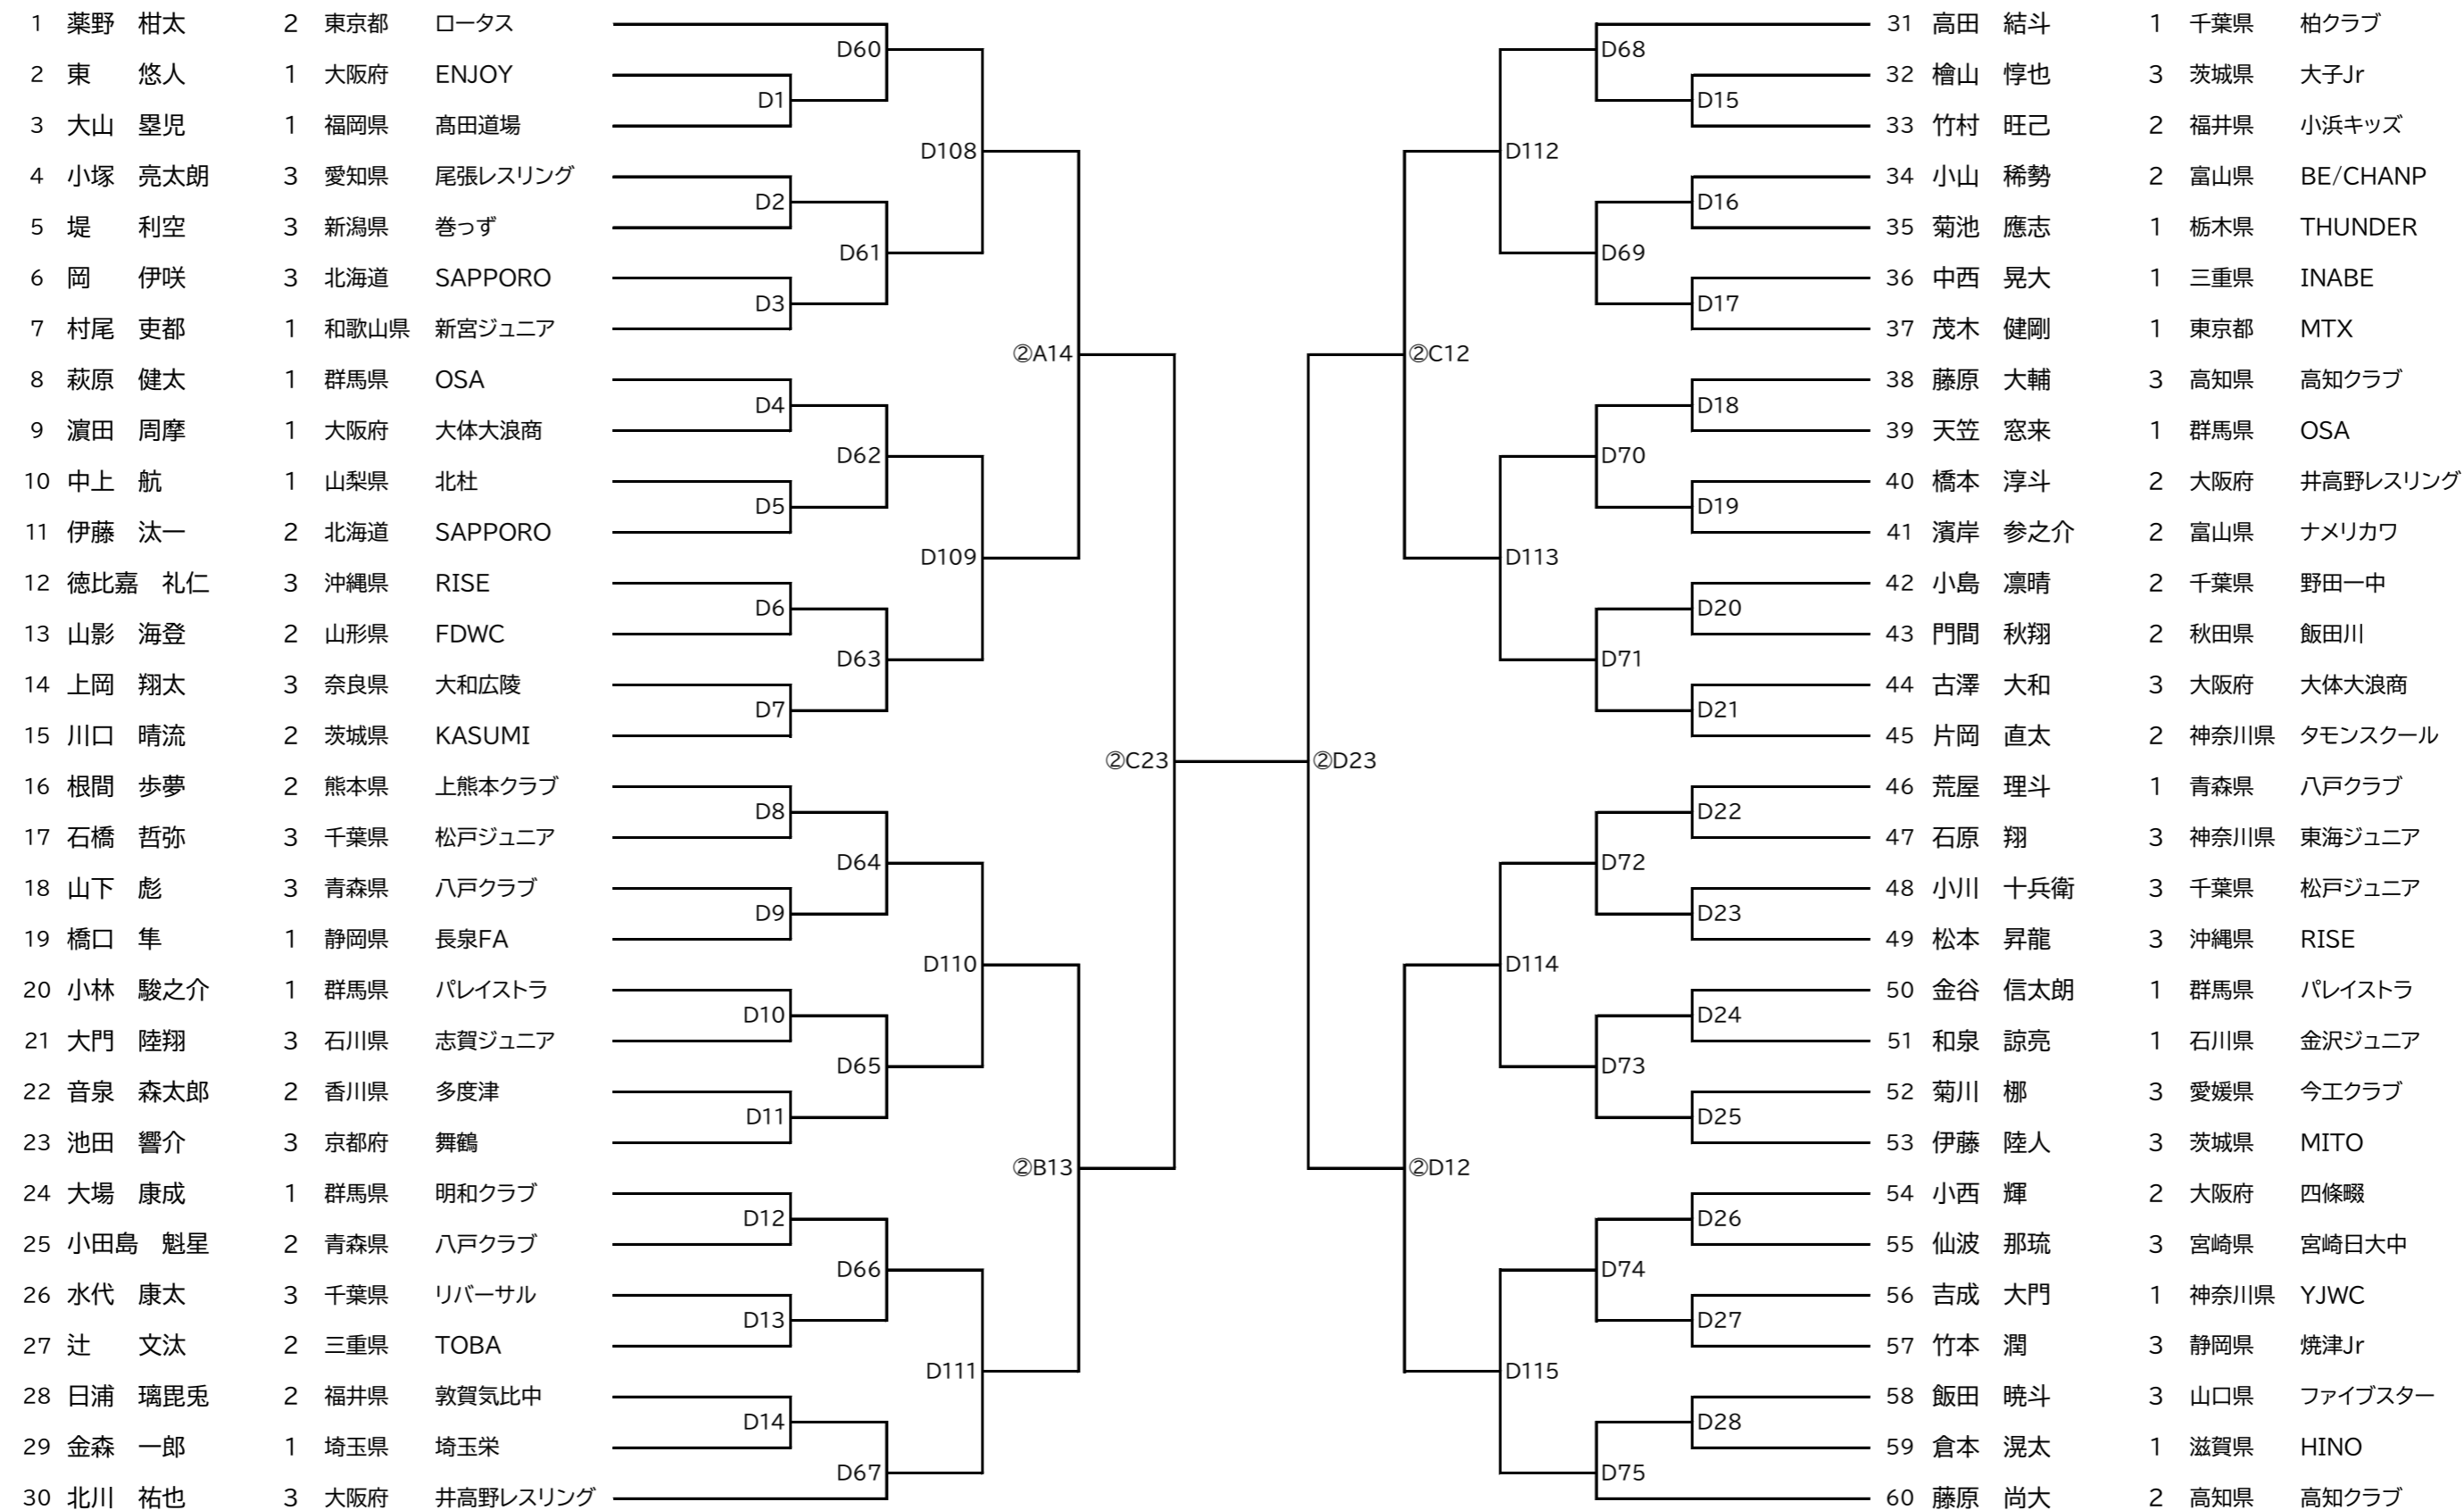 1 薬野 柑太 2 東京都 ロータス
D60
2 東 悠人 1 大阪府 ENJOY
D1
3 大山 塁児 1 福岡県 髙田道場
D108
4 小塚 亮太朗 3 愛知県 尾張レスリング
D2
5 堤 利空 3 新潟県 巻っず
D61
6 岡 伊咲 3 北海道 SAPPORO
D3
7 村尾 吏都 1 和歌山県 新宮ジュニア
②A14
8 萩原 健太 1 群馬県 OSA
D4
9 濵田 周摩 1 大阪府 大体大浪商
D62
10 中上 航 1 山梨県 北杜
D5
11 伊藤 汰一 2 北海道 SAPPORO
D109
12 徳比嘉 礼仁 3 沖縄県 RISE
D6
13 山影 海登 2 山形県 FDWC
D63
14 上岡 翔太 3 奈良県 大和広陵
D7
15 川口 晴流 2 茨城県 KASUMI
②C23
16 根間 歩夢 2 熊本県 上熊本クラブ
D8
17 石橋 哲弥 3 千葉県 松戸ジュニア
D64
18 山下 彪 3 青森県 八戸クラブ
D9
19 橋口 隼 1 静岡県 長泉FA
D110
20 小林 駿之介 1 群馬県 パレイストラ
D10
21 大門 陸翔 3 石川県 志賀ジュニア
D65
22 音泉 森太郎 2 香川県 多度津
D11
23 池田 響介 3 京都府 舞鶴
②B13
24 大場 康成 1 群馬県 明和クラブ
D12
25 小田島 魁星 2 青森県 八戸クラブ
D66
26 水代 康太 3 千葉県 リバーサル
D13
27 辻 文汰 2 三重県 TOBA
D111
28 日浦 璃毘兎 2 福井県 敦賀気比中
D14
29 金森 一郎 1 埼玉県 埼玉栄
D67
30 北川 祐也 3 大阪府 井高野レスリング
31 高田 結斗 1 千葉県 柏クラブ
D68
32 檜山 惇也 3 茨城県 大子Jr
D15
33 竹村 旺己 2 福井県 小浜キッズ
D112
34 小山 稀勢 2 富山県 BE/CHANP
D16
35 菊池 應志 1 栃木県 THUNDER
D69
36 中西 晃大 1 三重県 INABE
D17
37 茂木 健剛 1 東京都 MTX
②C12
38 藤原 大輔 3 高知県 高知クラブ
D18
39 天笠 窓来 1 群馬県 OSA
D70
40 橋本 淳斗 2 大阪府 井高野レスリング
D19
41 濱岸 参之介 2 富山県 ナメリカワ
D113
42 小島 凛晴 2 千葉県 野田一中
D20
43 門間 秋翔 2 秋田県 飯田川
D71
44 古澤 大和 3 大阪府 大体大浪商
D21
45 片岡 直太 2 神奈川県 タモンスクール
②D23
46 荒屋 理斗 1 青森県 八戸クラブ
D22
47 石原 翔 3 神奈川県 東海ジュニア
D72
48 小川 十兵衛 3 千葉県 松戸ジュニア
D23
49 松本 昇龍 3 沖縄県 RISE
D114
50 金谷 信太朗 1 群馬県 パレイストラ
D24
51 和泉 諒亮 1 石川県 金沢ジュニア
D73
52 菊川 梛 3 愛媛県 今工クラブ
D25
53 伊藤 陸人 3 茨城県 MITO
②D12
54 小西 輝 2 大阪府 四條畷
D26
55 仙波 那琉 3 宮崎県 宮崎日大中
D74
56 吉成 大門 1 神奈川県 YJWC
D27
57 竹本 潤 3 静岡県 焼津Jr
D115
58 飯田 暁斗 3 山口県 ファイブスター
D28
59 倉本 滉太 1 滋賀県 HINO
D75
60 藤原 尚大 2 高知県 高知クラブ